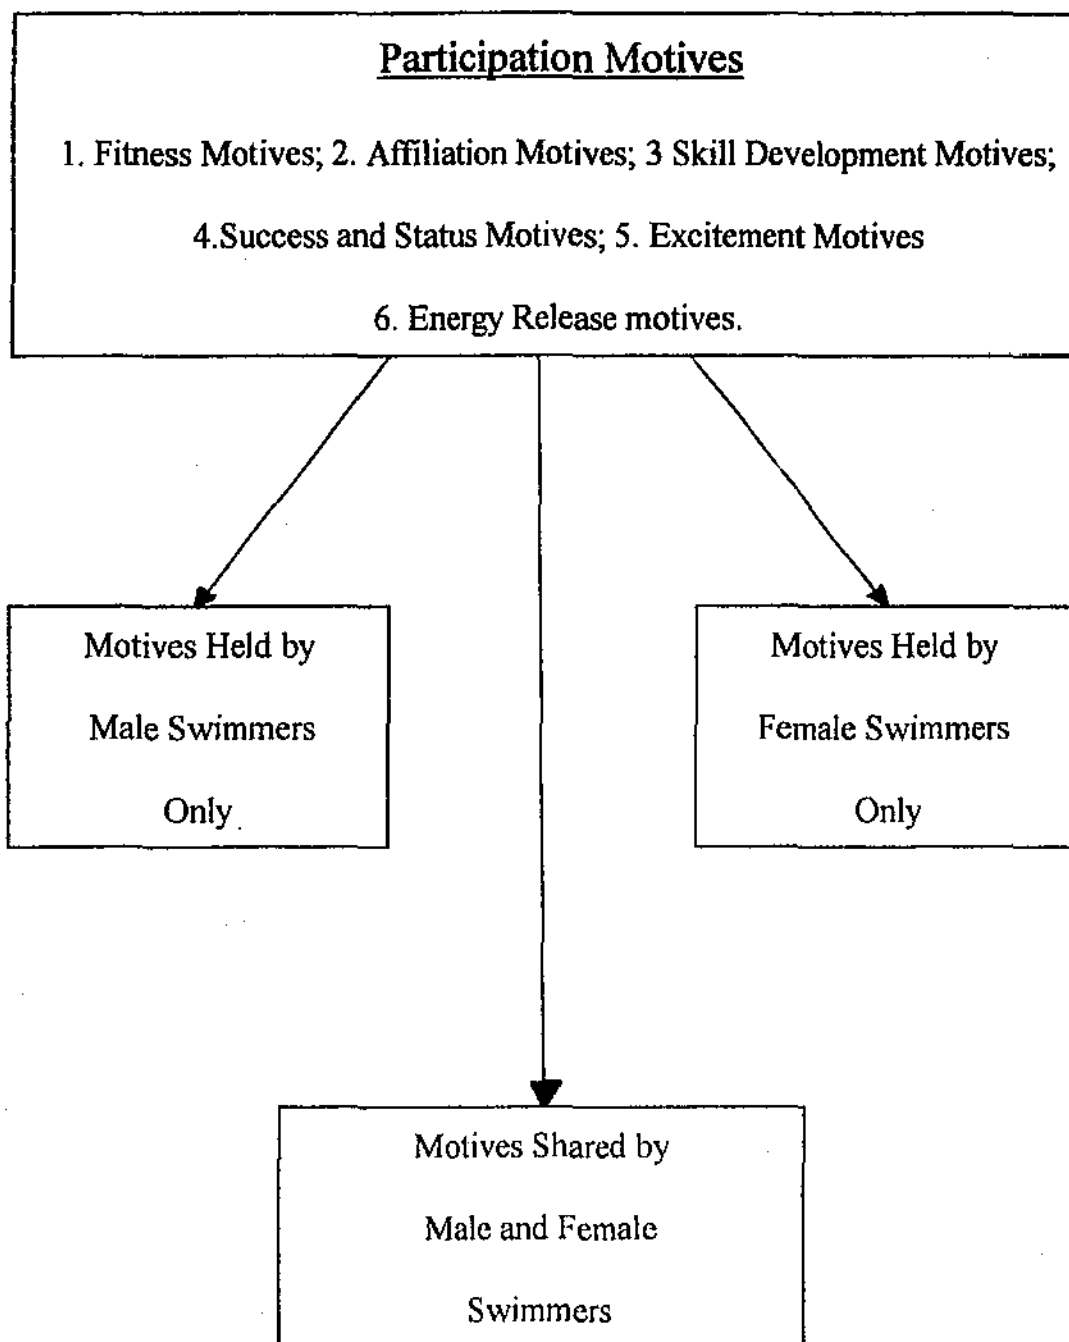 Participation Motives
1. Fitness Motives; 2. Affiliation Motives; 3 Skill Development Motives;
4.Success and Status Motives; 5. Excitement Motives
6. Energy Release motives.
Motives Held by
Male Swimmers
Only
Motives Held by
Female Swimmers
Only
Motives Shared by
Male and Female
Swimmers